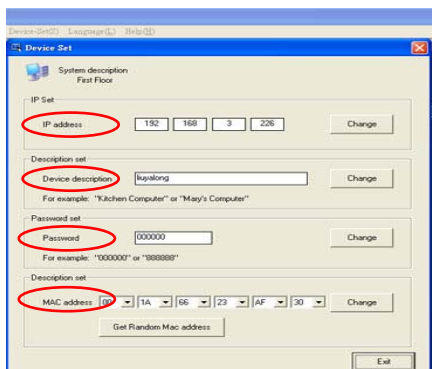 Device-Set(S) Language(L) Help(H)
Device Set
System description
First Floor
IP Set
IP address 192 168 3 226 Change
Description set
Device description liuyalong Change
For example: "Kitchen Computer" or "Mary's Computer"
Password set
Password 000000 Change
For example: "000000" or "888888"
Description set
MAC address 00 1A 66 23 AF 30 Change
Get Random Mac address
Exit